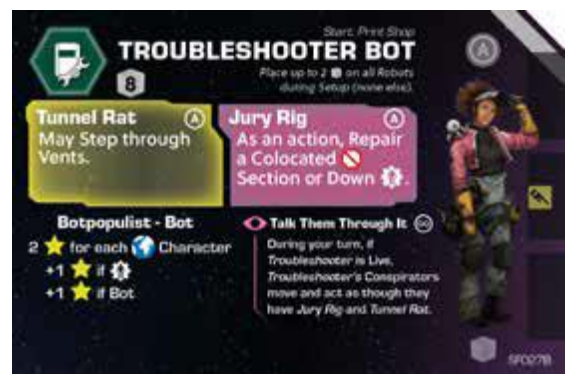 Start: Print Shop
TROUBLESHOOTER BOT
A
8
Place up to 2 on all Robots
during Setup (none else).
Tunnel Rat A
May Step through
Vents.
Jury Rig A
As an action, Repair
a Colocated
Section or Down .
Botpopulist - Bot
2 for each Character
+1 if
+1 if Bot
Talk Them Through It
During your turn, if
Troubleshooter is Live,
Troubleshooter's Conspirators
move and act as though they
have Jury Rig and Tunnel Rat.
SF027B